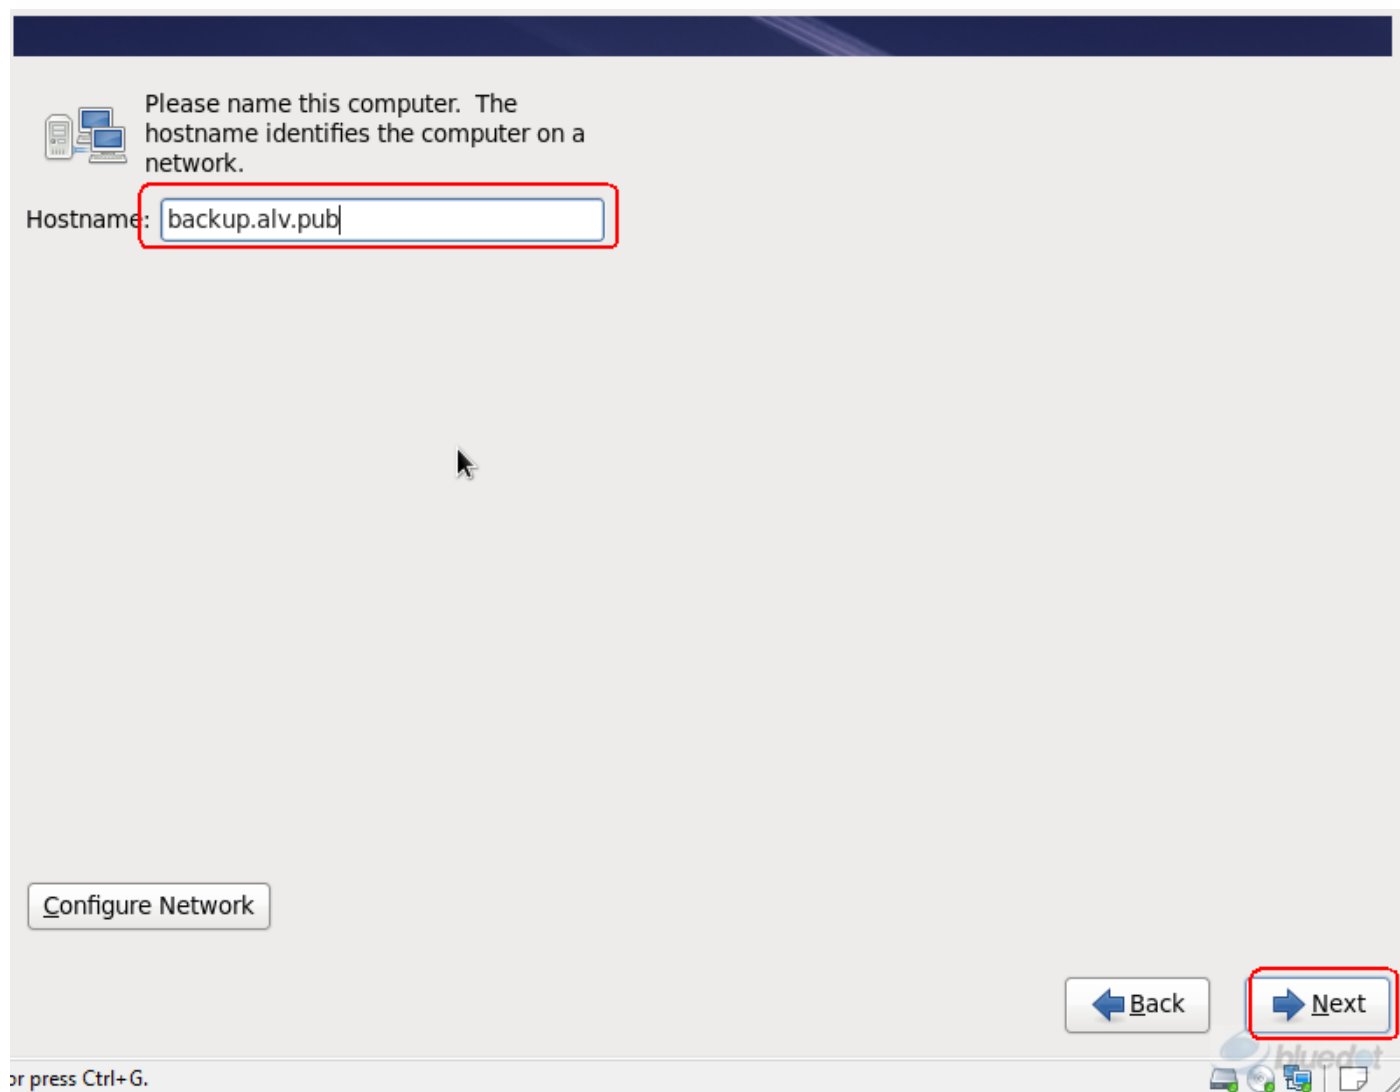 Please name this computer.  The
hostname identifies the computer on a
network.
Hostname: backup.alv.pub
Configure Network
Back
Next
bluedot
or press Ctrl+G.